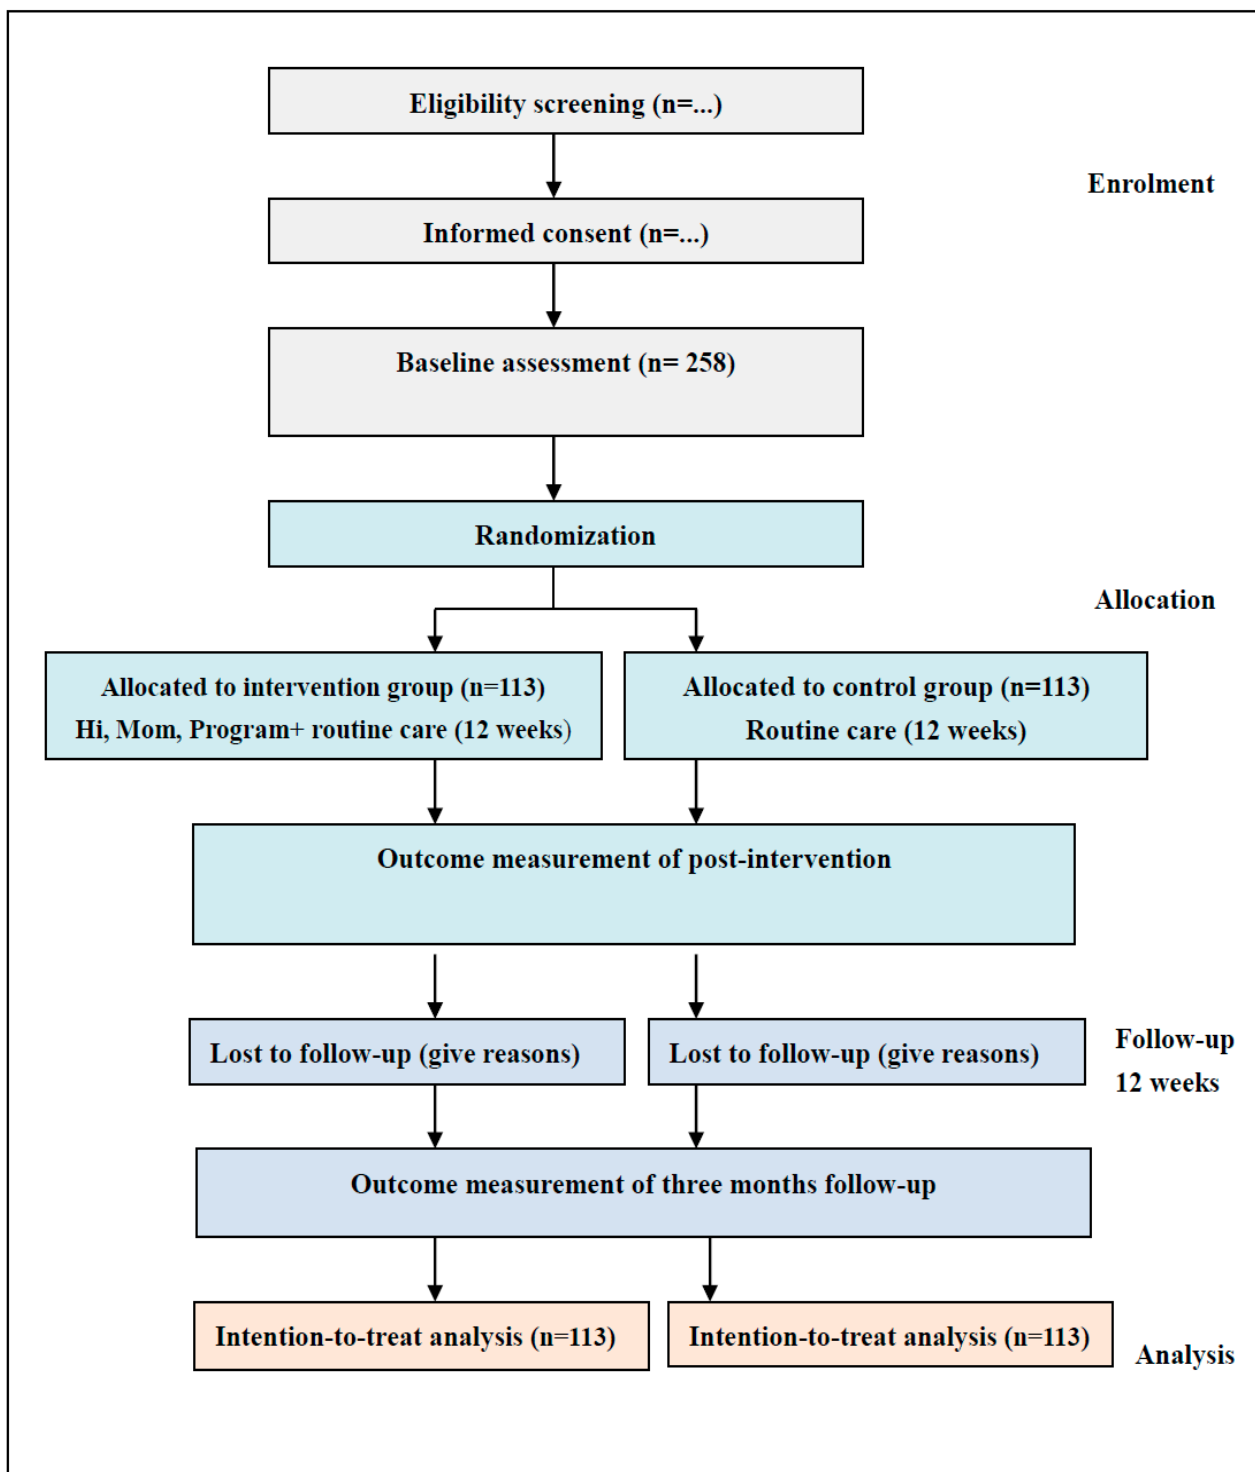 Eligibility screening (n=...)
Enrolment
Informed consent (n=...)
Baseline assessment (n= 258)
Randomization
Allocation
Allocated to intervention group (n=113)
Hi, Mom, Program+ routine care (12 weeks)
Allocated to control group (n=113)
Routine care (12 weeks)
Outcome measurement of post-intervention
Lost to follow-up (give reasons)
Lost to follow-up (give reasons)
Follow-up
12 weeks
Outcome measurement of three months follow-up
Intention-to-treat analysis (n=113)
Intention-to-treat analysis (n=113)
Analysis